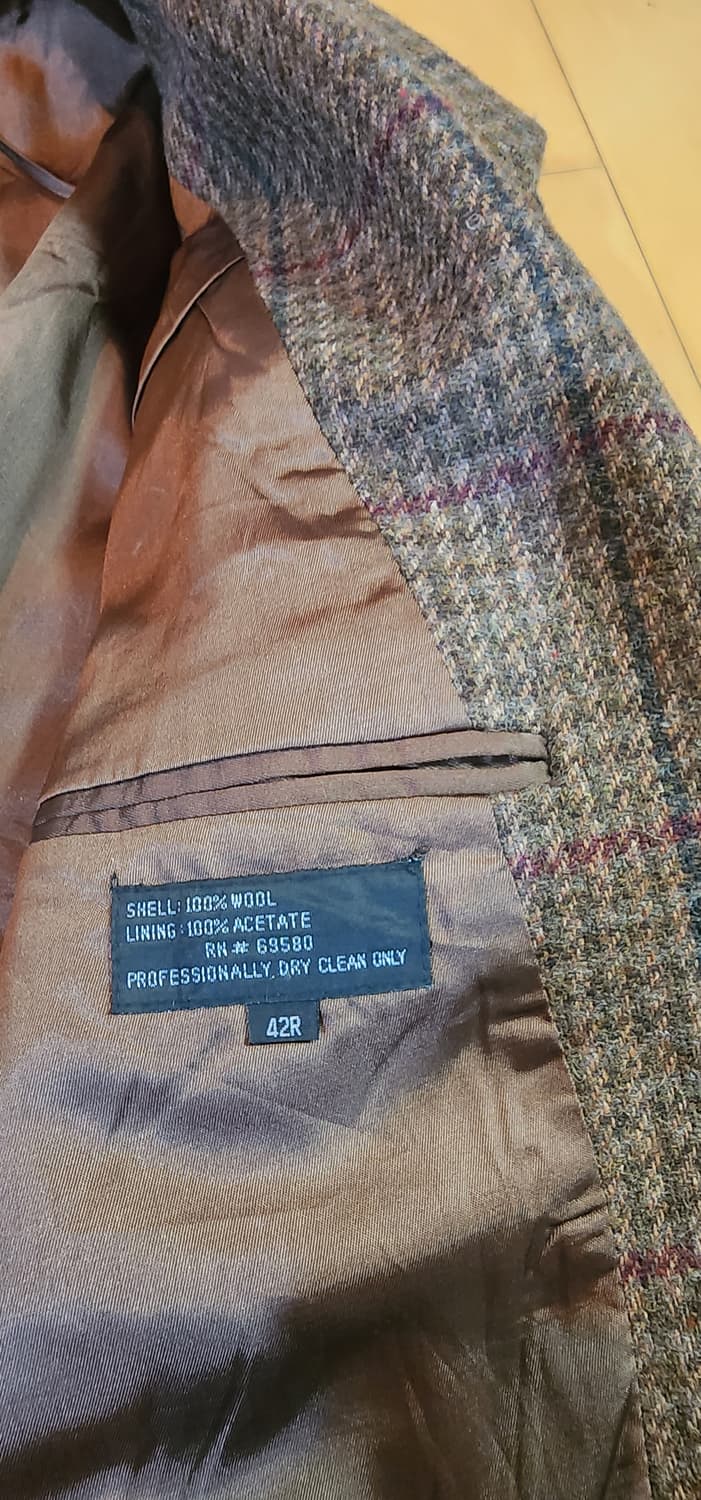 SHELL: 100% WOOL
LINING: 100% ACETATE
RN # 69580
PROFESSIONALLY DRY CLEAN ONLY
42R